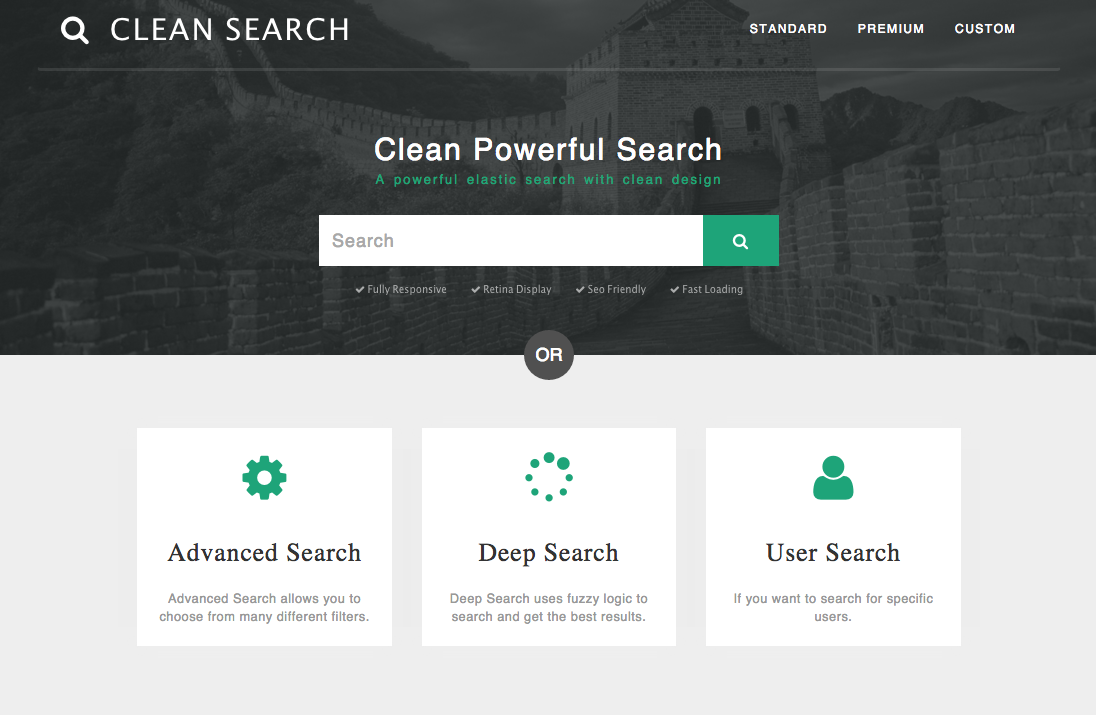 CLEAN SEARCH
STANDARD PREMIUM CUSTOM
Clean Powerful Search
A powerful elastic search with clean design
Search
Fully Responsive Retina Display Seo Friendly Fast Loading
OR
Advanced Search
Advanced Search allows you to
choose from many different filters.
Deep Search
Deep Search uses fuzzy logic to
search and get the best results.
User Search
If you want to search for specific
users.